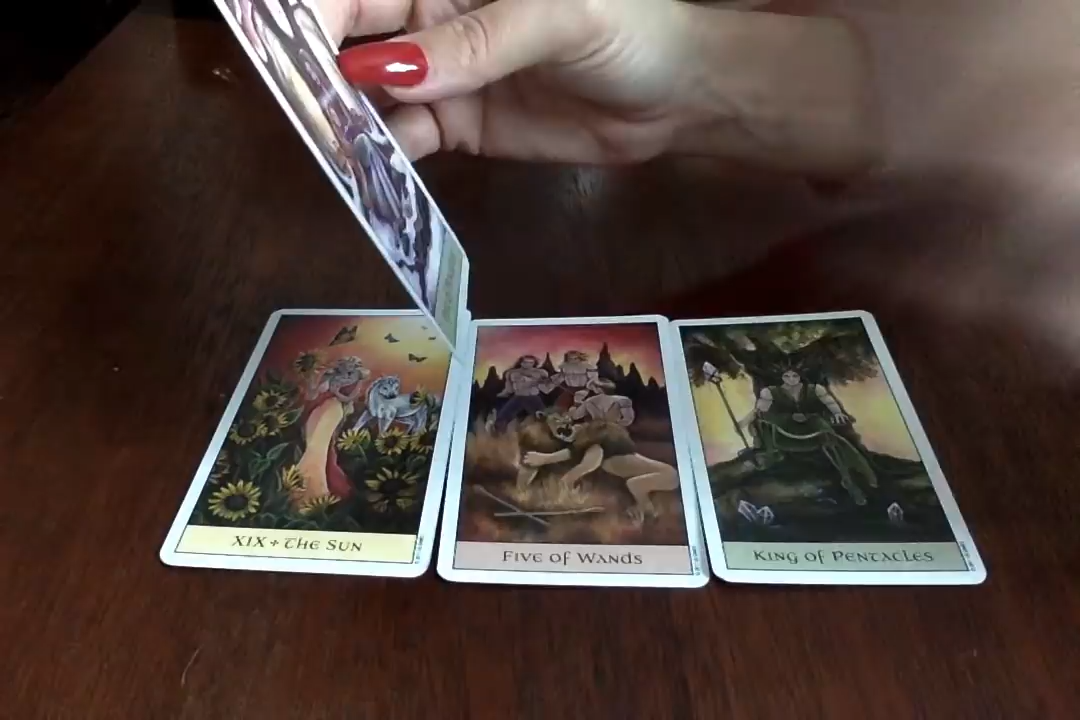 XIX + The Sun
Five of Wands
King of Pentacles